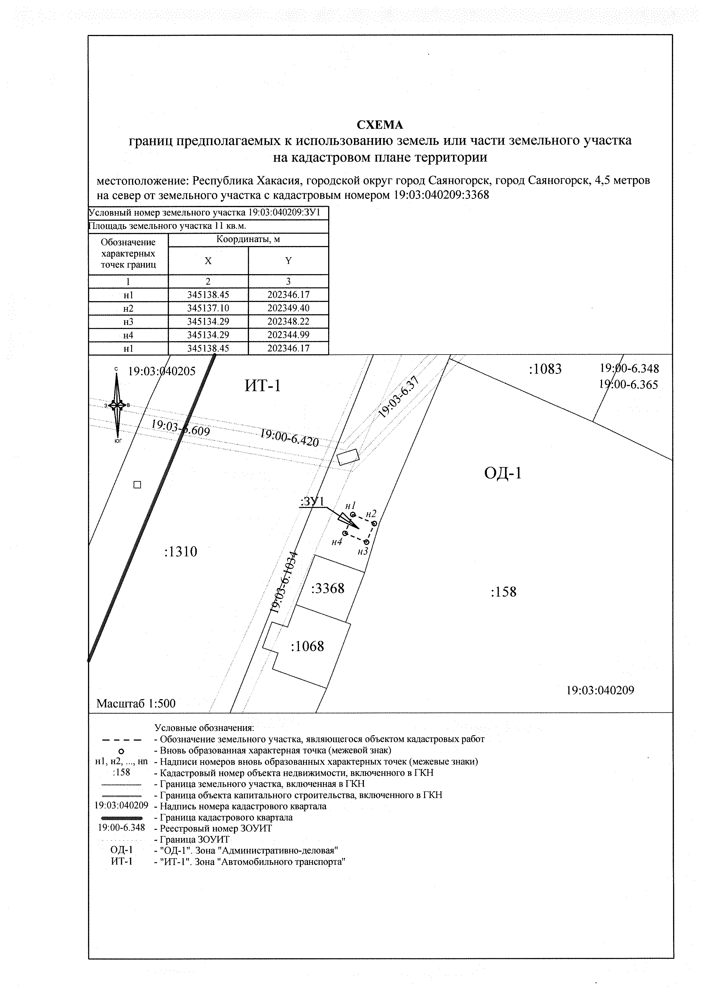 СХЕМА
границ предполагаемых к использованию земель или части земельного участка
на кадастровом плане территории
местоположение: Республика Хакасия, городской округ город Саяногорск, город Саяногорск, 4,5 метров
на север от земельного участка с кадастровым номером 19:03:040209:3368
Условный номер земельного участка 19:03:040209:ЗУ1
Площадь земельного участка 11 кв.м.
Обозначение характерных точек границ
Координаты, м
X Y
1 2 3
н1 345138.45 202346.17
н2 345137.10 202349.40
н3 345134.29 202348.22
н4 345134.29 202344.99
н1 345138.45 202346.17
С
З В
ЮГ
19:03:040205
ИТ-1
19:03-6.37
:1083
19:00-6.348
19:00-6.365
19:03-6.609
19:00-6.420
ОД-1
:ЗУ1
н1
н2
н4
н3
:1310
19:03-6.1034
:3368
:158
:1068
19:03:040209
Масштаб 1:500
Условные обозначения:
- Обозначение земельного участка, являющегося объектом кадастровых работ
- Вновь образованная характерная точка (межевой знак)
н1, н2, ..., нп - Надписи номеров вновь образованных характерных точек (межевые знаки)
:158 - Кадастровый номер объекта недвижимости, включенного в ГКН
- Граница земельного участка, включенная в ГКН
- Граница объекта капитального строительства, включенного в ГКН
19:03:040209 - Надпись номера кадастрового квартала
- Граница кадастрового квартала
19:00-6.348 - Реестровый номер ЗОУИТ
- Граница ЗОУИТ
ОД-1 - "ОД-1". Зона "Административно-деловая"
ИТ-1 - "ИТ-1". Зона "Автомобильного транспорта"